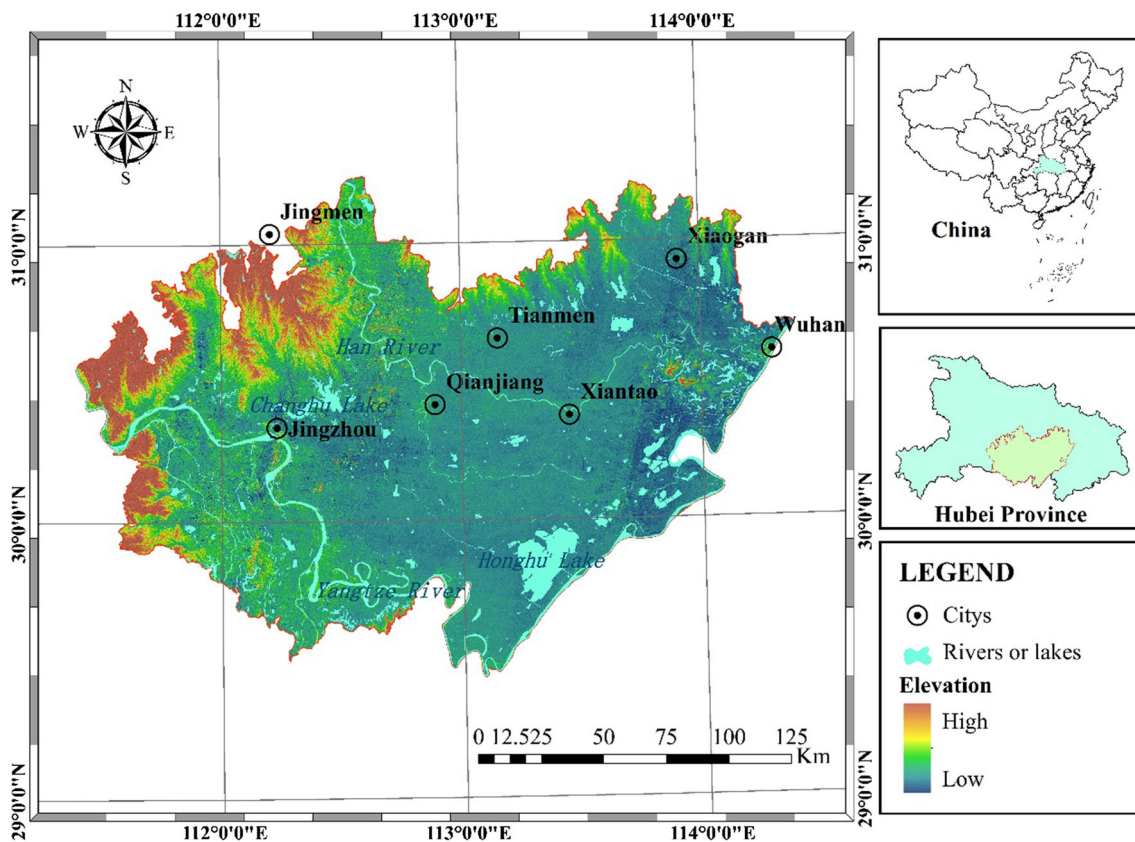 112°0'0"E 113°0'0"E 114°0'0"E
N
W E
S
31°0'0"N
30°0'0"N
29°0'0"N
Jingmen
Xiaogan
Tianmen
Wuhan
Han River
Qianjiang
Xiantao
Changhu Lake
Jingzhou
Honghu Lake
Yangtze River
0 12.525 50 75 100 125
Km
31°0'0"N
30°0'0"N
29°0'0"N
112°0'0"E 113°0'0"E 114°0'0"E
China
Hubei Province
LEGEND
Citys
Rivers or lakes
Elevation
High
Low